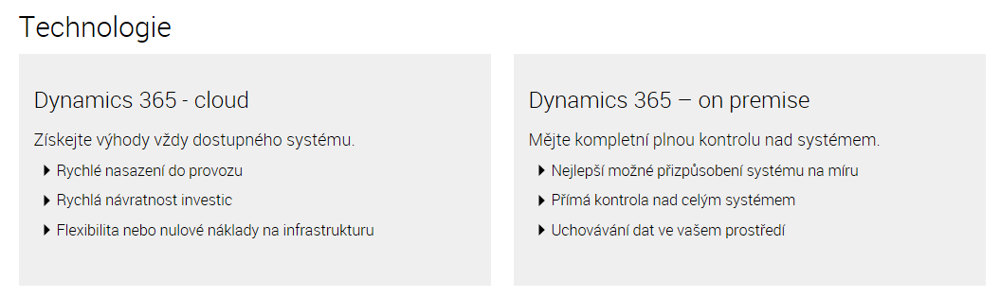 Technologie
Dynamics 365 - cloud
Získejte výhody vždy dostupného systému.
Rychlé nasazení do provozu
Rychlá návratnost investic
Flexibilita nebo nulové náklady na infrastrukturu
Dynamics 365 – on premise
Mějte kompletní plnou kontrolu nad systémem.
Nejlepší možné přizpůsobení systému na míru
Přímá kontrola nad celým systémem
Uchovávání dat ve vašem prostředí